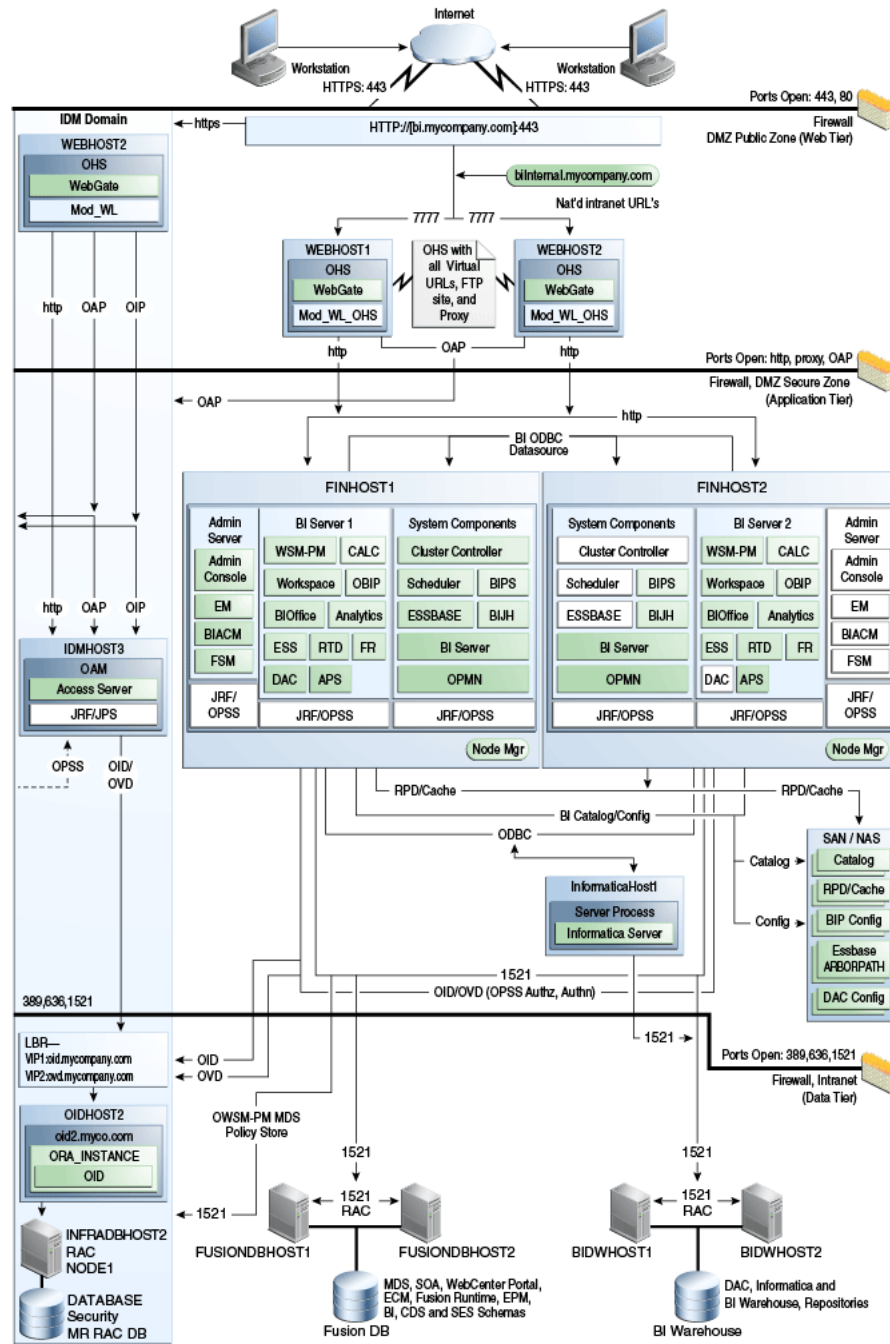 Internet
Workstation
Workstation
HTTPS: 443
HTTPS: 443
Ports Open: 443, 80
Firewall
DMZ Public Zone (Web Tier)
IDM Domain
https
HTTP://[bi.mycompany.com]:443
WEBHOST2
OHS
WebGate
Mod_WL
biInternal.mycompany.com
Nat'd intranet URL's
7777
7777
WEBHOST1
OHS
WebGate
Mod_WL_OHS
OHS with
all Virtual
URLs, FTP
site, and
Proxy
WEBHOST2
OHS
WebGate
Mod_WL_OHS
http
OAP
OIP
OAP
http
http
Ports Open: http, proxy, OAP
Firewall, DMZ Secure Zone
(Application Tier)
OAP
http
BI ODBC
Datasource
FINHOST1
Admin
Server
Admin
Console
EM
BIACM
FSM
JRF/
OPSS
BI Server 1
WSM-PM
CALC
Workspace
OBIP
BIOffice
Analytics
ESS
RTD
FR
DAC
APS
JRF/OPSS
System Components
Cluster Controller
Scheduler
BIPS
ESSBASE
BIJH
BI Server
OPMN
JRF/OPSS
Node Mgr
FINHOST2
System Components
Cluster Controller
Scheduler
BIPS
ESSBASE
BIJH
BI Server
OPMN
JRF/OPSS
BI Server 2
WSM-PM
CALC
Workspace
OBIP
BIOffice
Analytics
ESS
RTD
FR
DAC
APS
JRF/OPSS
Admin
Server
Admin
Console
EM
BIACM
FSM
JRF/
OPSS
Node Mgr
http
OAP
OIP
IDMHOST3
OAM
Access Server
JRF/JPS
OPSS
OID/
OVD
RPD/Cache
RPD/Cache
BI Catalog/Config
ODBC
Catalog
Config
SAN / NAS
Catalog
RPD/Cache
BIP Config
Essbase
ARBORPATH
DAC Config
InformaticaHost1
Server Process
Informatica Server
1521
OID/OVD (OPSS Authz, Authn)
389,636,1521
1521
Ports Open: 389,636,1521
Firewall, Intranet
(Data Tier)
LBR—
VIP1:oid.mycompany.com
VIP2:ovd.mycompany.com
OID
OVD
OIDHOST2
oid2.myco.com
ORA_INSTANCE
OID
OWSM-PM MDS
Policy Store
1521
1521
1521
1521
RAC
1521
RAC
INFRADBHOST2
RAC
NODE1
FUSIONDBHOST1
FUSIONDBHOST2
BIDWHOST1
BIDWHOST2
DATABASE
Security
MR RAC DB
MDS, SOA, WebCenter Portal,
ECM, Fusion Runtime, EPM,
BI, CDS and SES Schemas
Fusion DB
DAC, Informatica and
BI Warehouse, Repositories
BI Warehouse